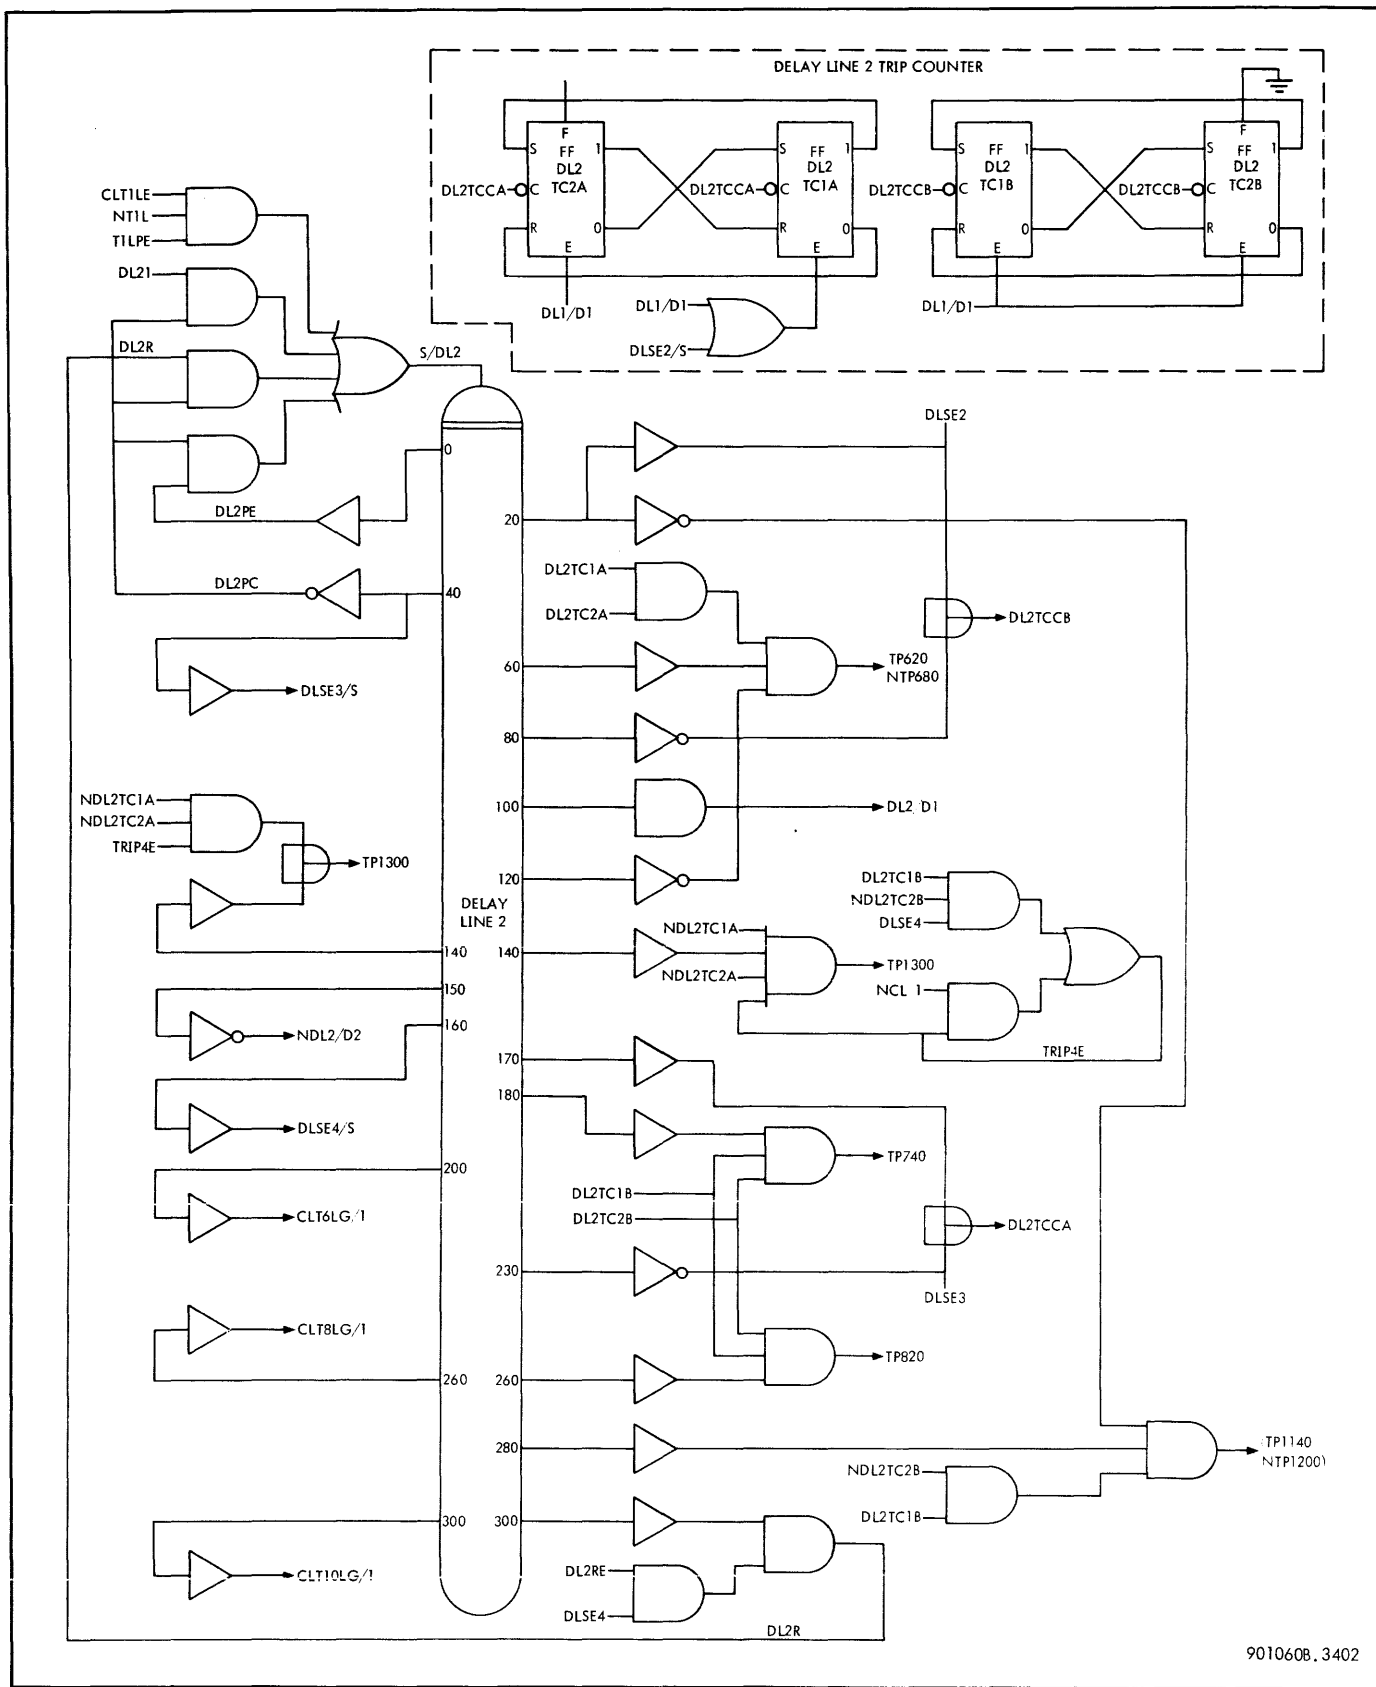 DELAY LINE 2 TRIP COUNTER
F
FF
DL2
TC2A
S
1
DL2TCCA
C
R
0
E
DL1/D1
S
FF
DL2
TC1A
1
DL2TCCA
C
R
0
E
DL1/D1
DLSE2/S
S
FF
DL2
TC1B
1
DL2TCCB
C
R
0
E
DL1/D1
F
FF
DL2
TC2B
S
1
DL2TCCB
C
R
0
E
CLT1LE
NT1L
T1LPE
DL21
DL2R
S/DL2
DL2PE
DL2PC
DLSE3/S
NDL2TC1A
NDL2TC2A
TRIP4E
TP1300
NDL2/D2
DLSE4/S
CLT6LG/1
CLT8LG/1
CLT10LG/1
0
40
DELAY
LINE 2
140
150
160
200
260
300
20
60
80
100
120
140
170
180
230
260
280
300
DLSE2
DL2TC1A
DL2TC2A
DL2TCCB
TP620
NTP680
DL2/D1
NDL2TC1A
NDL2TC2A
TP1300
DL2TC1B
NDL2TC2B
DLSE4
NCL 1
TRIP4E
TP740
DL2TC1B
DL2TC2B
DL2TCCA
DLSE3
TP820
NDL2TC2B
DL2TC1B
(TP1140
NTP1200)
DL2RE
DLSE4
DL2R
901060B.3402